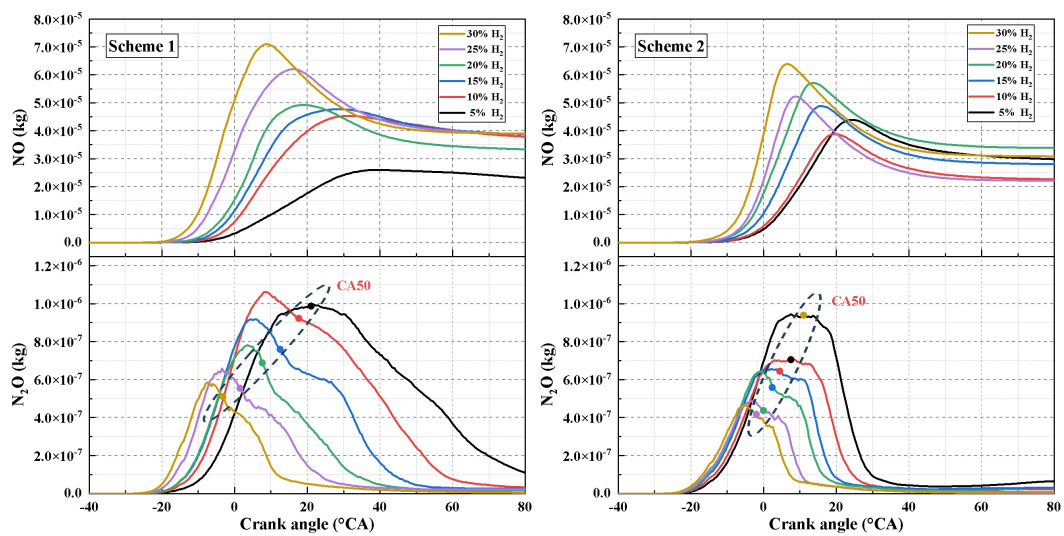 8.0×10⁻⁵
7.0×10⁻⁵
6.0×10⁻⁵
5.0×10⁻⁵
4.0×10⁻⁵
3.0×10⁻⁵
2.0×10⁻⁵
1.0×10⁻⁵
0.0
NO (kg)
Scheme 1
30% H₂
25% H₂
20% H₂
15% H₂
10% H₂
5% H₂
1.2×10⁻⁶
1.0×10⁻⁶
8.0×10⁻⁷
6.0×10⁻⁷
4.0×10⁻⁷
2.0×10⁻⁷
0.0
N₂O (kg)
CA50
-40 -20 0 20 40 60 80
Crank angle (°CA)
8.0×10⁻⁵
7.0×10⁻⁵
6.0×10⁻⁵
5.0×10⁻⁵
4.0×10⁻⁵
3.0×10⁻⁵
2.0×10⁻⁵
1.0×10⁻⁵
0.0
NO (kg)
Scheme 2
30% H₂
25% H₂
20% H₂
15% H₂
10% H₂
5% H₂
1.2×10⁻⁶
1.0×10⁻⁶
8.0×10⁻⁷
6.0×10⁻⁷
4.0×10⁻⁷
2.0×10⁻⁷
0.0
N₂O (kg)
CA50
-40 -20 0 20 40 60 80
Crank angle (°CA)